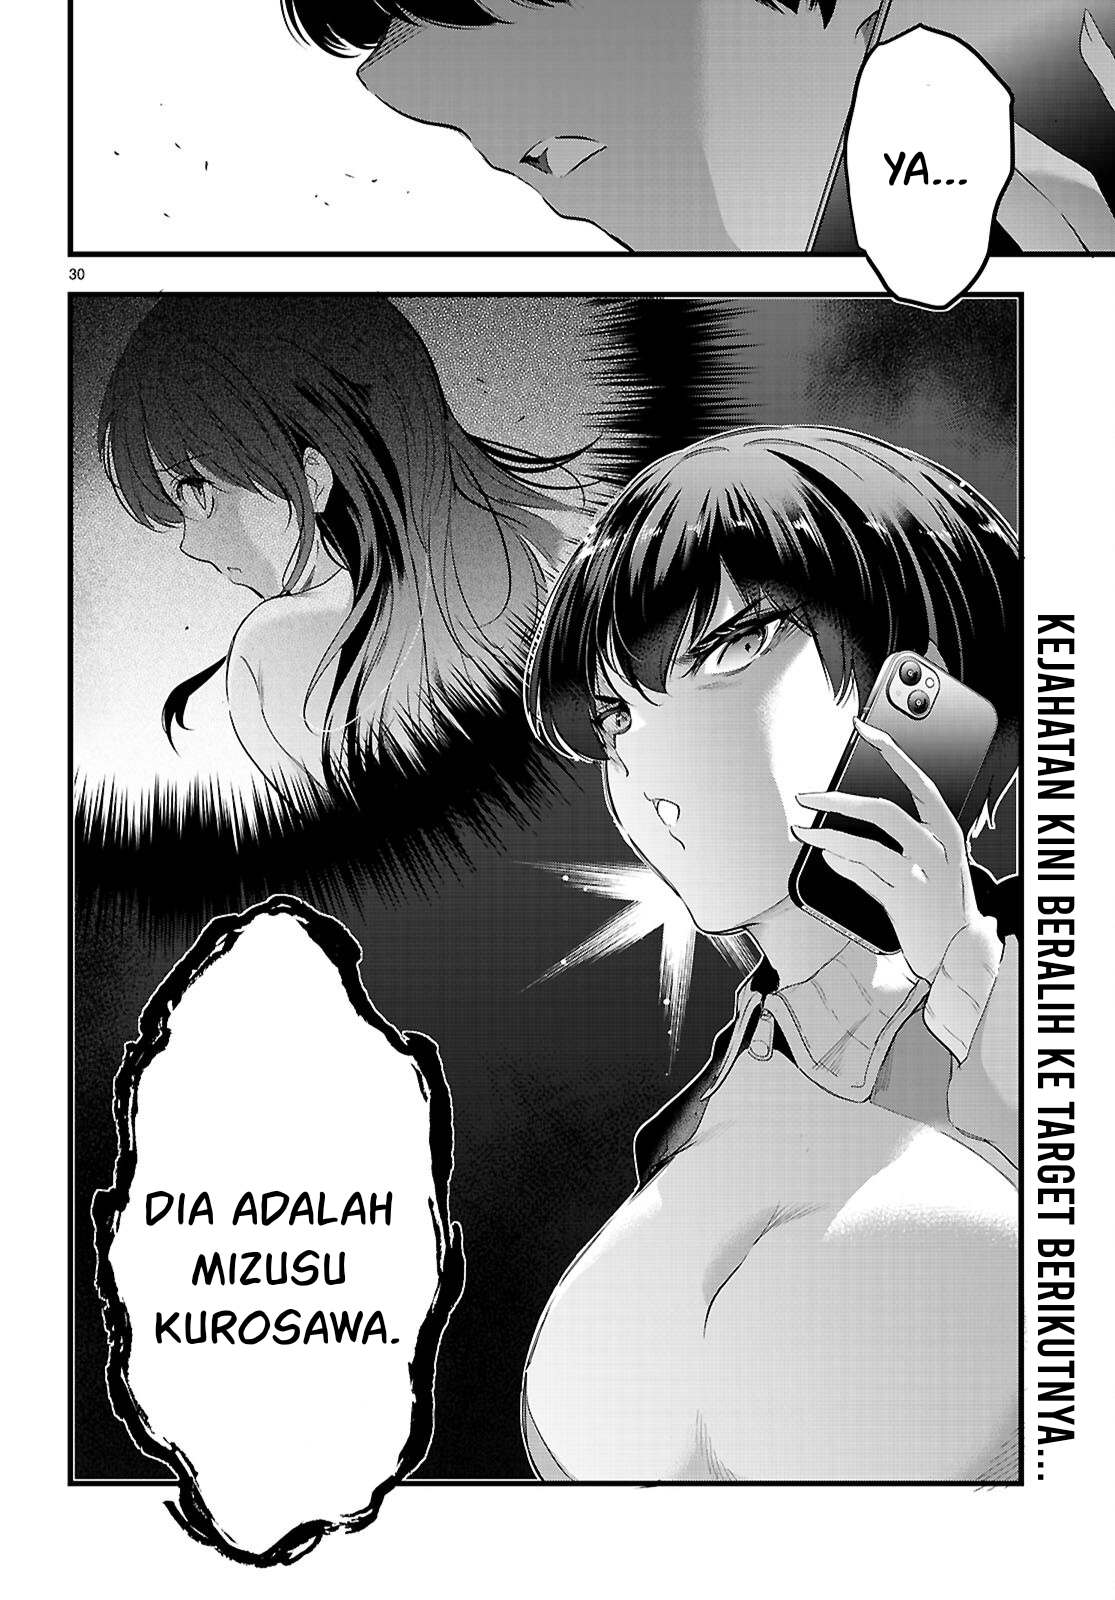 YA...
30
KEJAHATAN KINI BERALIH KE TARGET BERIKUTNYA...
DIA ADALAH
MIZUSU
KUROSAWA.